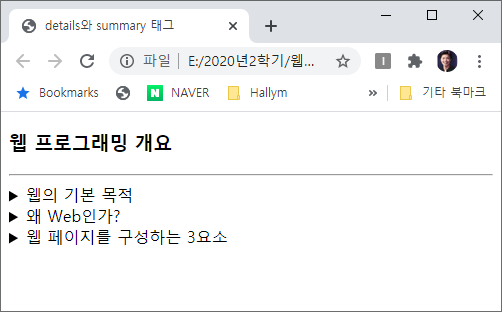 details와 summary 태그
파일 | E:/2020년2학기/웹...
Bookmarks NAVER Hallym » 기타 북마크
웹 프로그래밍 개요
▶ 웹의 기본 목적
▶ 왜 Web인가?
▶ 웹 페이지를 구성하는 3요소